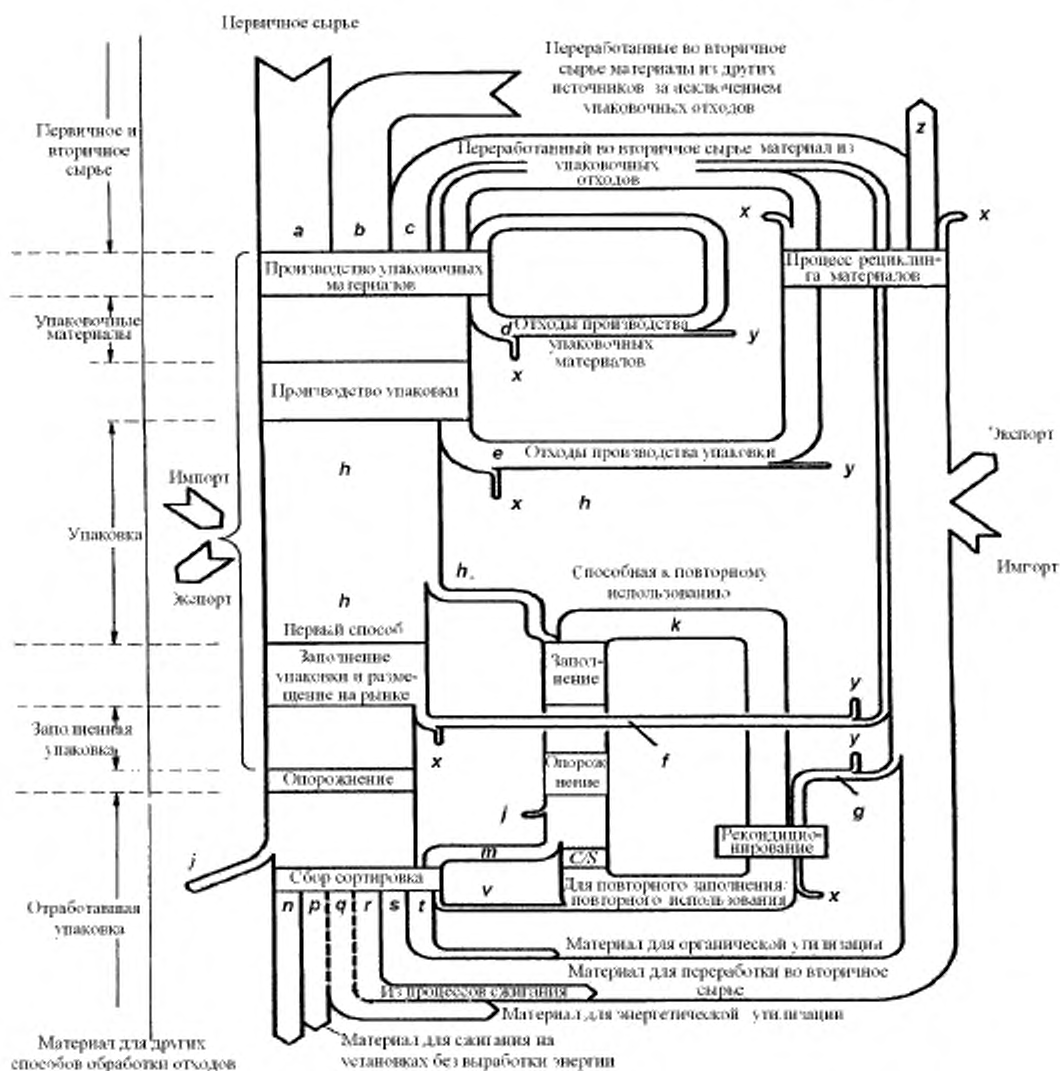 Первичное сырье
Переработанные во вторичное
сырье материалы из других
источников за исключением
упаковочных отходов
z
Первичное и
вторичное
сырье
Переработанный во вторичное сырье материал из
упаковочных
отходов
x
x
a
b
c
Производство упаковочных
материалов
Процесс рециклин-
га материалов
Упаковочные
материалы
d
Отходы производства
упаковочных
материалов
y
x
Производство упаковки
e
Отходы производства упаковки
y
x
h
h
Экспорт
Импорт
Импорт
Экспорт
Упаковка
h
h.
Способная к повторному
использованию
k
Первый способ
Заполнение
упаковки и разме-
щение на рынке
Запол-
нение
y
Заполненная
упаковка
x
f
y
Опорожнение
Опорож
нение
g
j
j
Рекондицио-
нирование
m
C/S
Сбор сортировка
v
Для повторного заполнения/
повторного использования
x
Отработавшая
упаковка
n
p
q
r
s
t
Материал для органической утилизации
Материал для переработки во вторичное
сырье
Из процессов сжигания
Материал для энергетической утилизации
Материал для других
способов обработки отходов
Материал для сжигания на
установках без выработки энергии